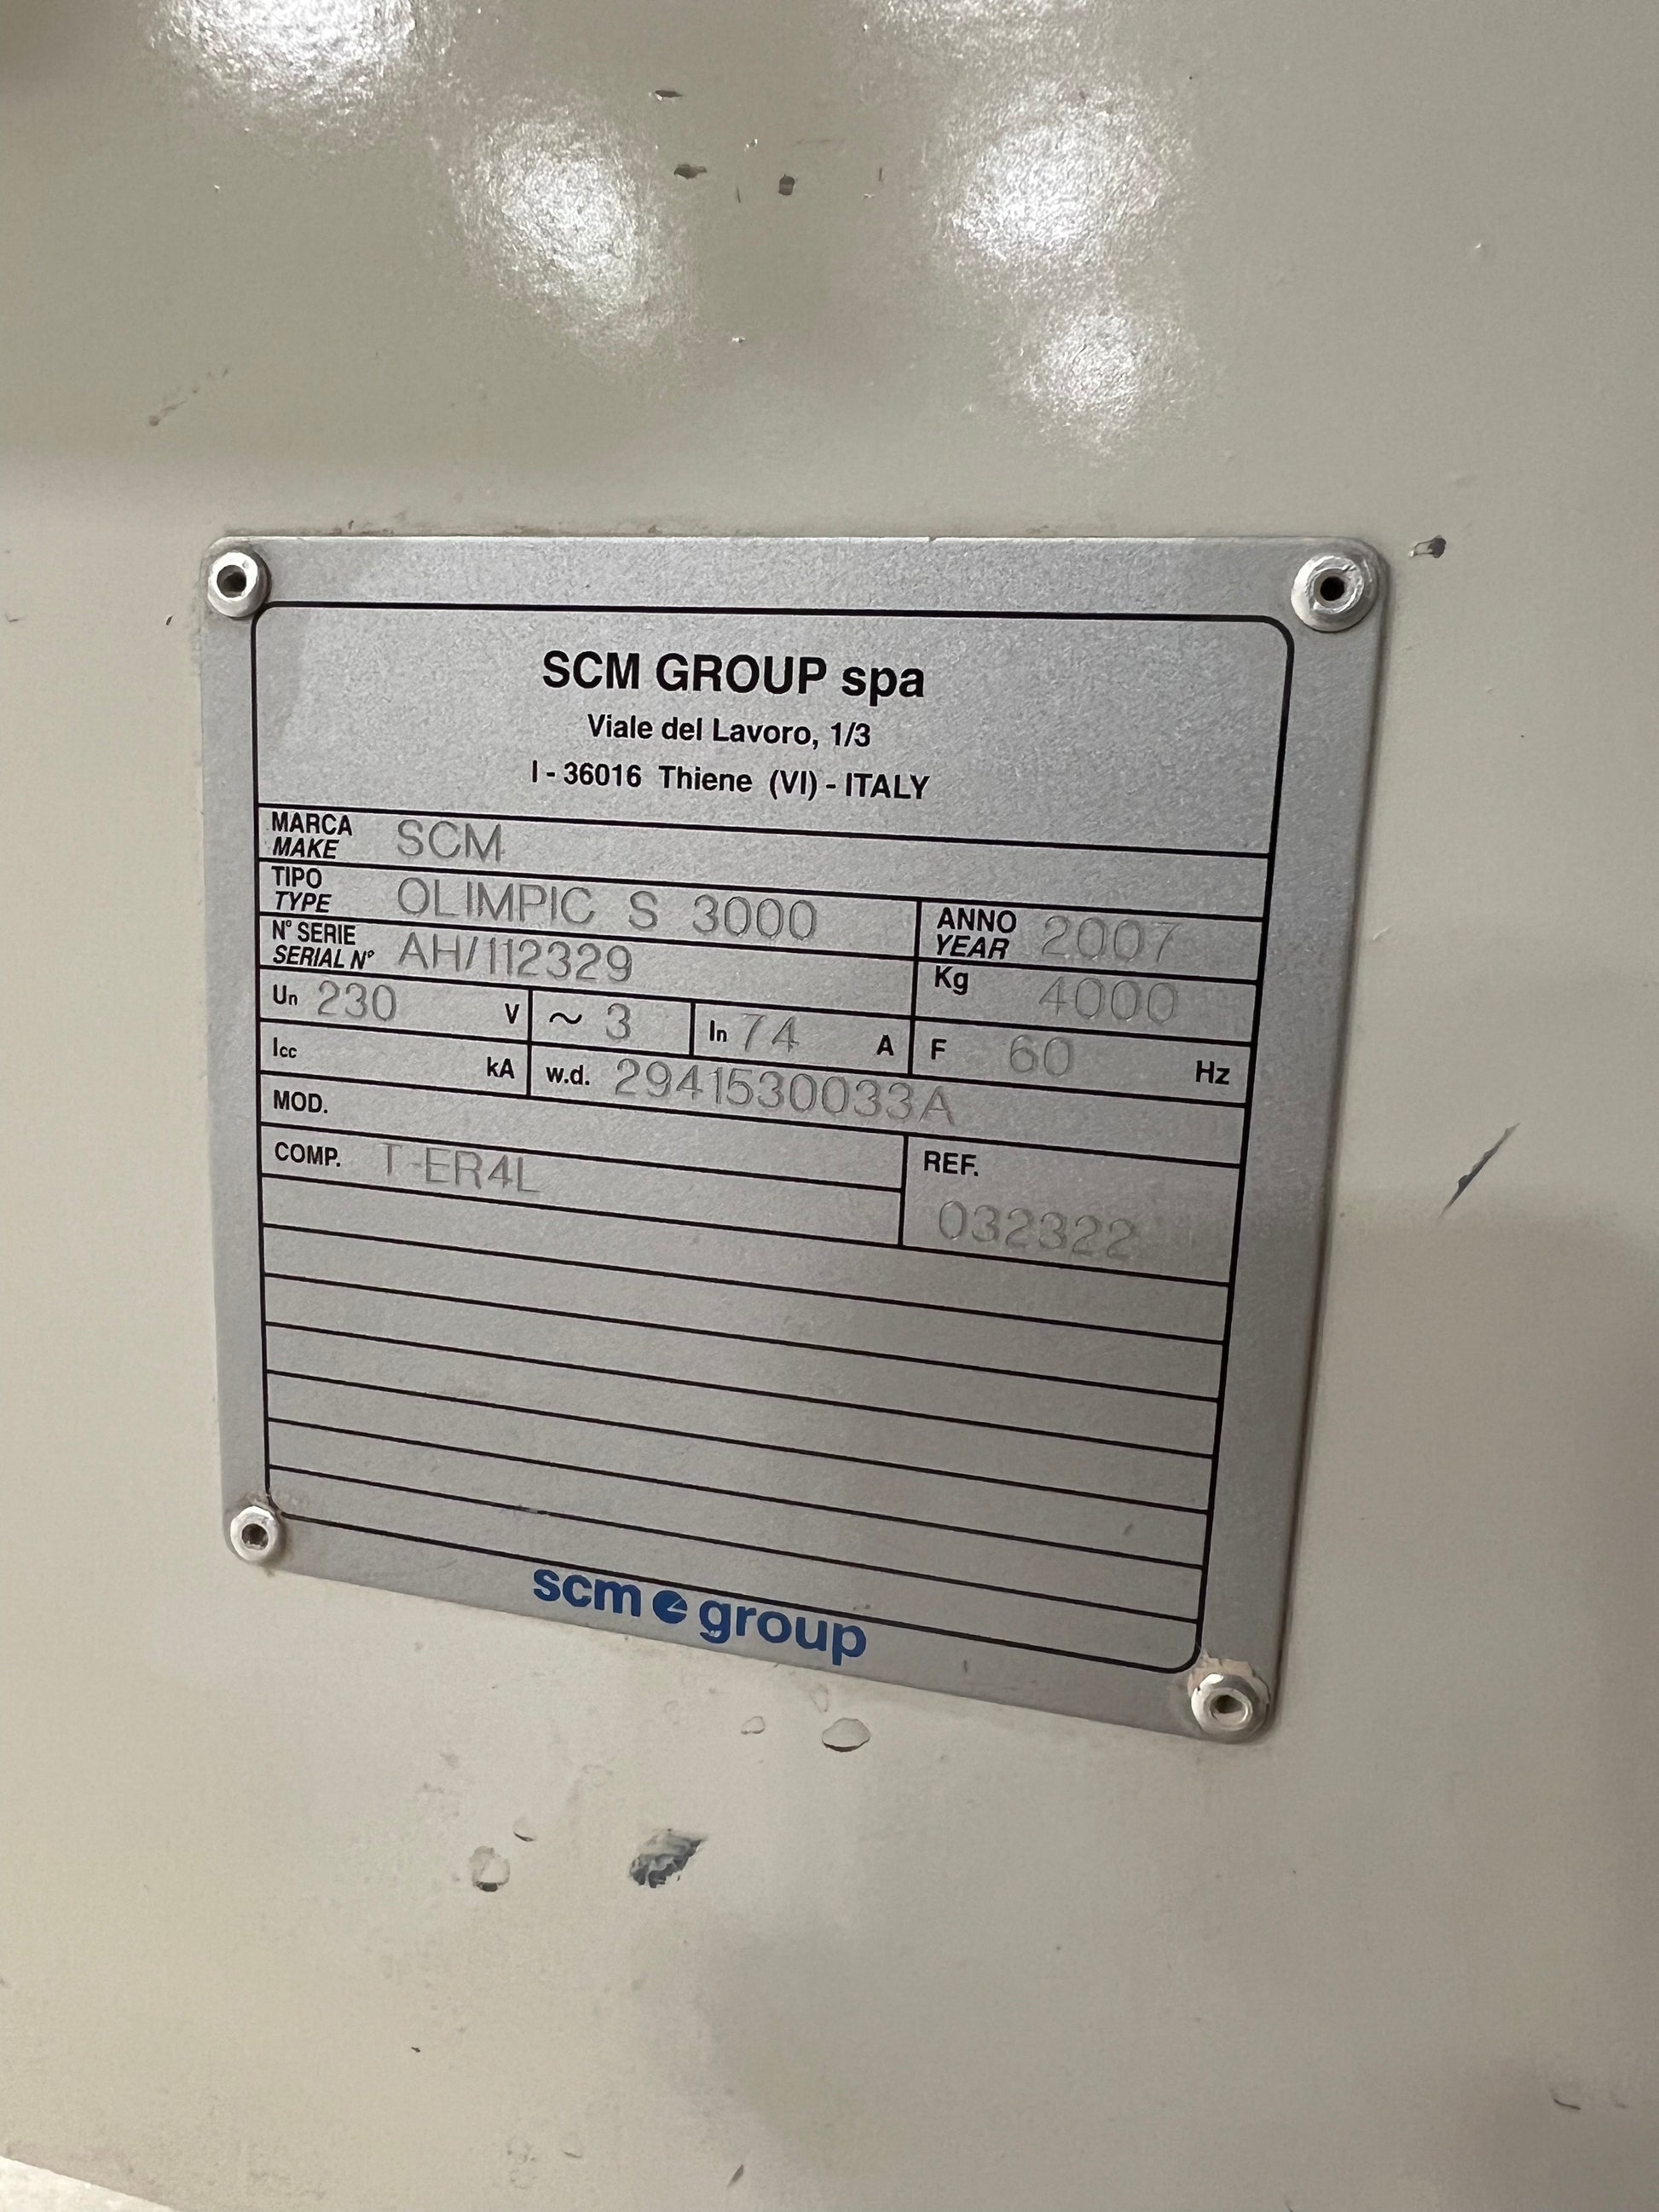 SCM GROUP spa
Viale del Lavoro, 1/3
I - 36016 Thiene (VI) - ITALY
MARCA
MAKE SCM
TIPO
TYPE OLIMPIC S 3000
ANNO
YEAR 2007
N° SERIE
SERIAL N° AH/112329
Kg 4000
Un 230 V ~ 3 In 74 A F 60 Hz
Icc kA w.d. 2941530033A
MOD.
COMP. T-ER4L
REF.
032322
scm group